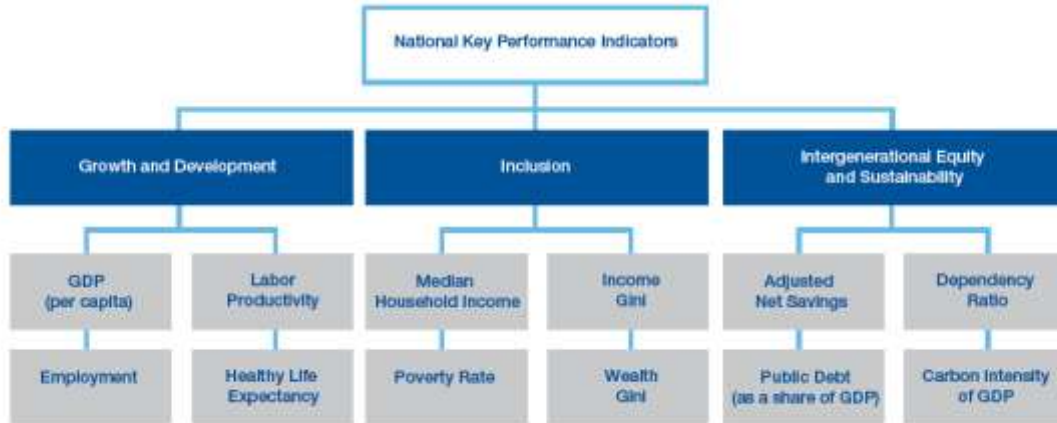 National Key Performance Indicators
Growth and Development
Inclusion
Intergenerational Equity
and Sustainability
GDP
(per capita)
Labor
Productivity
Median
Household Income
Income
Gini
Adjusted
Net Savings
Dependency
Ratio
Employment
Healthy Life
Expectancy
Poverty Rate
Wealth
Gini
Public Debt
(as a share of GDP)
Carbon Intensity
of GDP